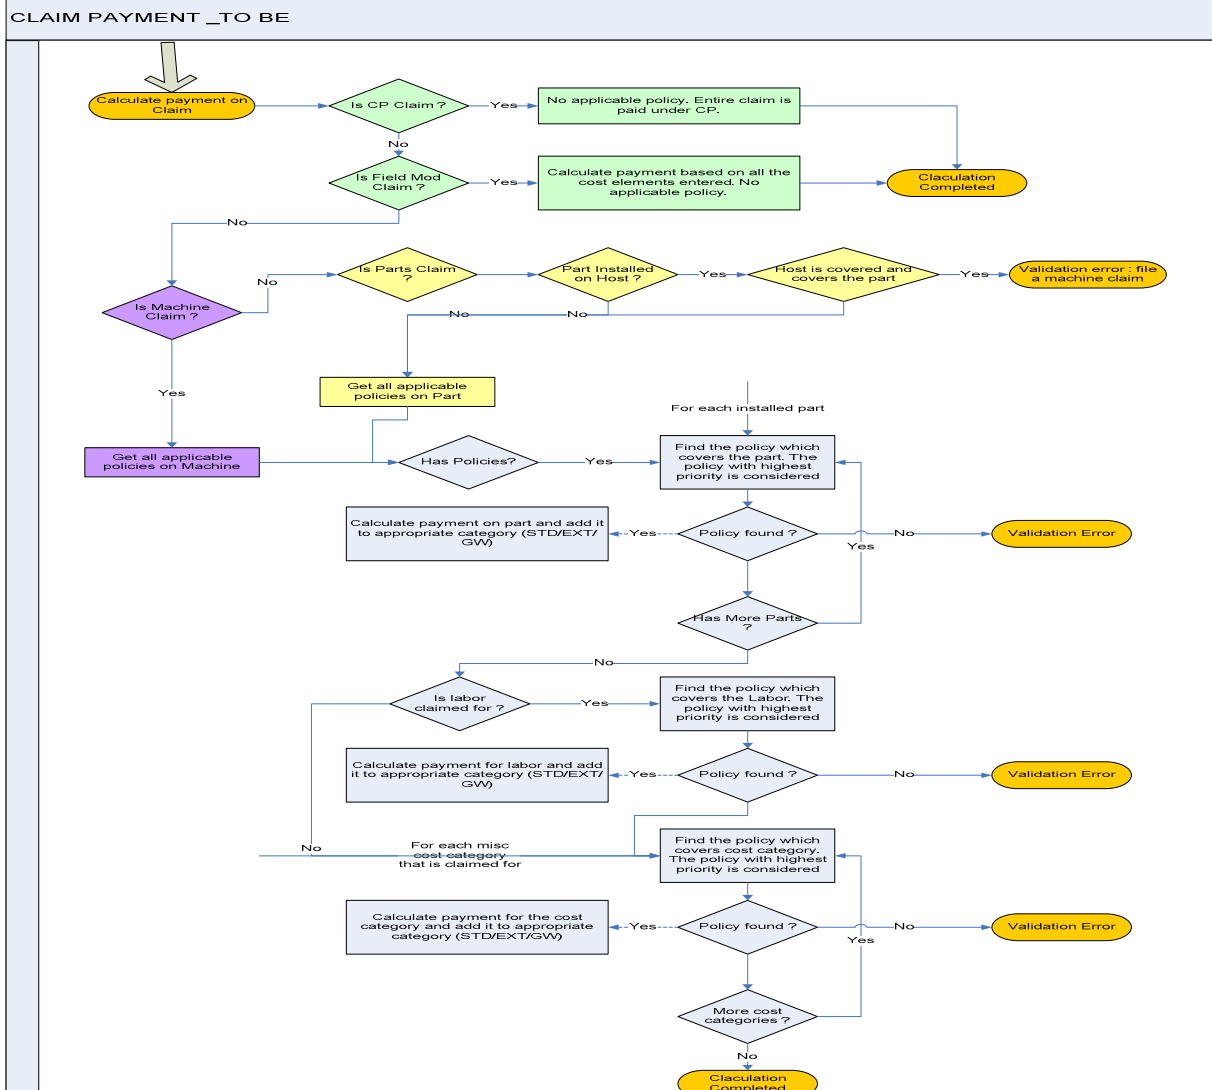 CLAIM PAYMENT _TO BE
Calculate payment on
Claim
Is CP Claim ?
Yes
No applicable policy. Entire claim is
paid under CP.
No
Is Field Mod
Claim ?
Yes
Calculate payment based on all the
cost elements entered. No
applicable policy.
Claculation
Completed
No
Is Machine
Claim ?
No
Is Parts Claim
?
Part Installed
on Host ?
Yes
Host is covered and
covers the part
Yes
Validation error : file
a machine claim
No
No
Yes
Get all applicable
policies on Part
For each installed part
Get all applicable
policies on Machine
Has Policies?
Yes
Find the policy which
covers the part. The
policy with highest
priority is considered
Calculate payment on part and add it
to appropriate category (STD/EXT/
GW)
Yes
Policy found ?
No
Validation Error
Yes
Has More Parts
?
No
Is labor
claimed for ?
Yes
Find the policy which
covers the Labor. The
policy with highest
priority is considered
Calculate payment for labor and add
it to appropriate category (STD/EXT/
GW)
Yes
Policy found ?
No
Validation Error
No
For each misc
cost category
that is claimed for
Find the policy which
covers cost category.
The policy with highest
priority is considered
Calculate payment for the cost
category and add it to appropriate
category (STD/EXT/GW)
Yes
Policy found ?
No
Validation Error
Yes
More cost
categories ?
No
Claculation
Completed